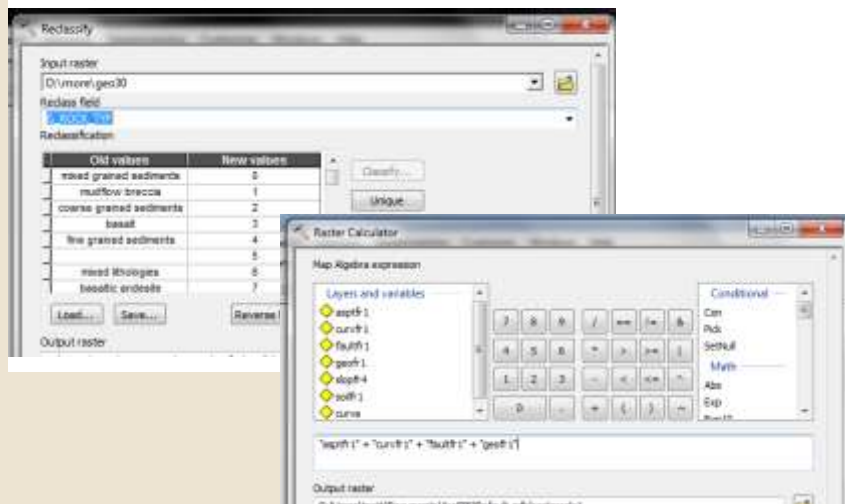 Reclassify
Input raster
D:\more\geo30
Reclass field
Reclassification
Old values New values
mixed grained sediments 0
mudflow breccia 1
coarse grained sediments 2
basalt 3
fine grained sediments 4
5
mixed lithologies 6
basaltic andesite 7
Classify...
Unique
Load... Save... Reverse
Output raster
Raster Calculator
Map Algebra expression
Layers and variables
aspfr1
curvfr1
faultfr1
geofr1
slopfr4
soilfr1
curve
7 8 9 / == != &
4 5 6 * > >= |
1 2 3 - < <= ^
0 . + ( ) ~
Conditional
Con
Pick
SetNull
Math
Abs
Exp
" + "curvfr1" + "faultfr1" + "geofr1"
Output raster